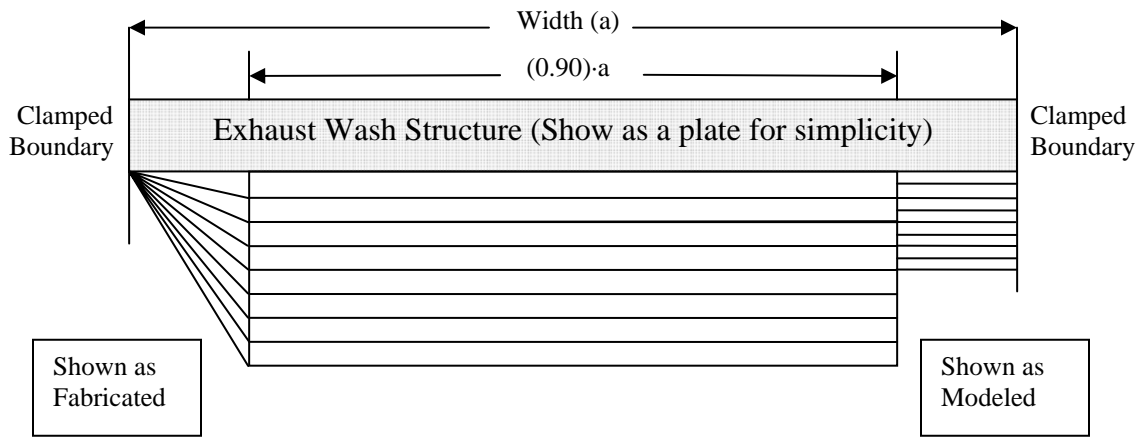 Width (a)
(0.90)·a
Clamped
Boundary
Exhaust Wash Structure (Show as a plate for simplicity)
Clamped
Boundary
Shown as
Fabricated
Shown as
Modeled